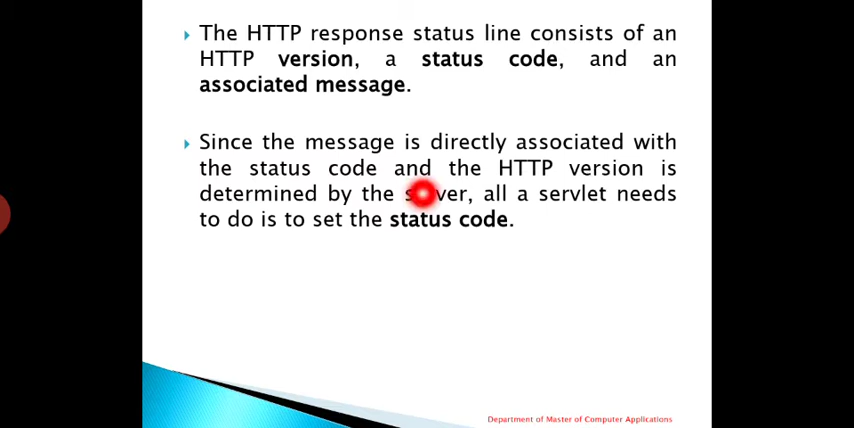 The HTTP response status line consists of an
HTTP version, a status code, and an
associated message.
Since the message is directly associated with
the status code and the HTTP version is
determined by the server, all a servlet needs
to do is to set the status code.
Department of Master of Computer Applications